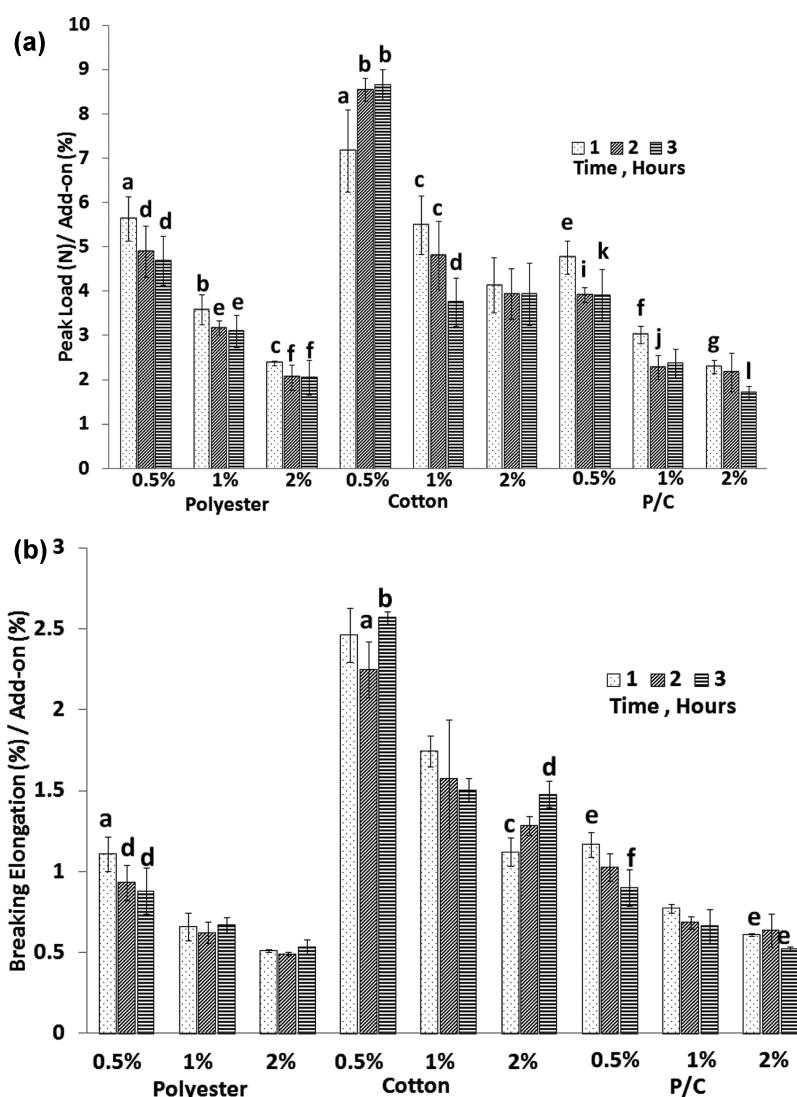 (a)
Peak Load (N)/ Add-on (%)
10
9
8
7
6
5
4
3
2
1
0
a
d
d
b
e
e
c
f
f
a
b
b
c
c
d
e
i
k
f
j
g
l
1 2 3
Time , Hours
0.5% 1% 2% 0.5% 1% 2% 0.5% 1% 2%
Polyester Cotton P/C
(b)
Breaking Elongation (%) / Add-on (%)
3
2.5
2
1.5
1
0.5
0
a
d
d
a
b
c
d
e
f
e
e
1 2 3
Time , Hours
0.5% 1% 2% 0.5% 1% 2% 0.5% 1% 2%
Polyester Cotton P/C